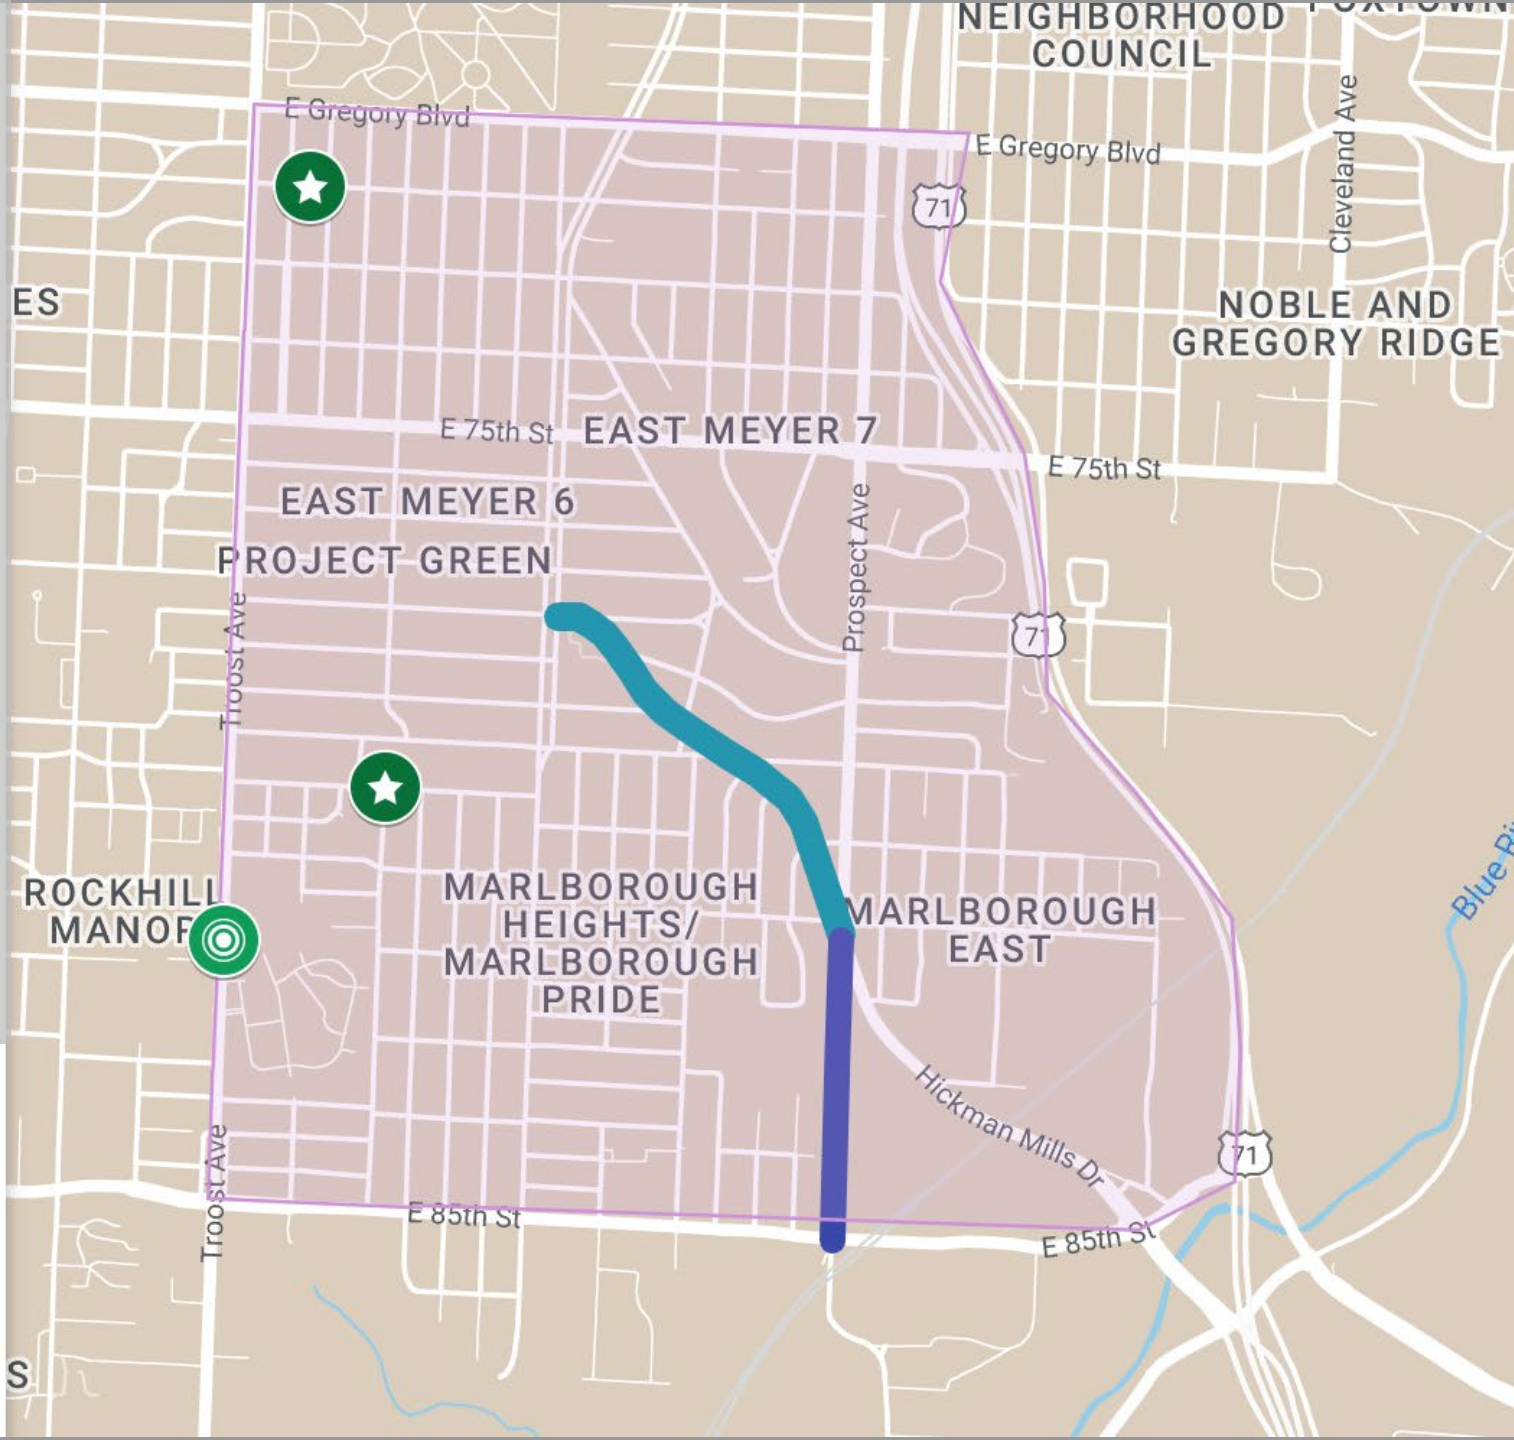 NEIGHBORHOOD
COUNCIL
E Gregory Blvd
E Gregory Blvd
Cleveland Ave
71
ES
NOBLE AND
GREGORY RIDGE
E 75th St
EAST MEYER 7
E 75th St
EAST MEYER 6
PROJECT GREEN
Prospect Ave
Troost Ave
71
MARLBOROUGH
HEIGHTS/
MARLBOROUGH
PRIDE
MARLBOROUGH
EAST
ROCKHILL
MANOR
Hickman Mills Dr
71
Troost Ave
E 85th St
E 85th St
S